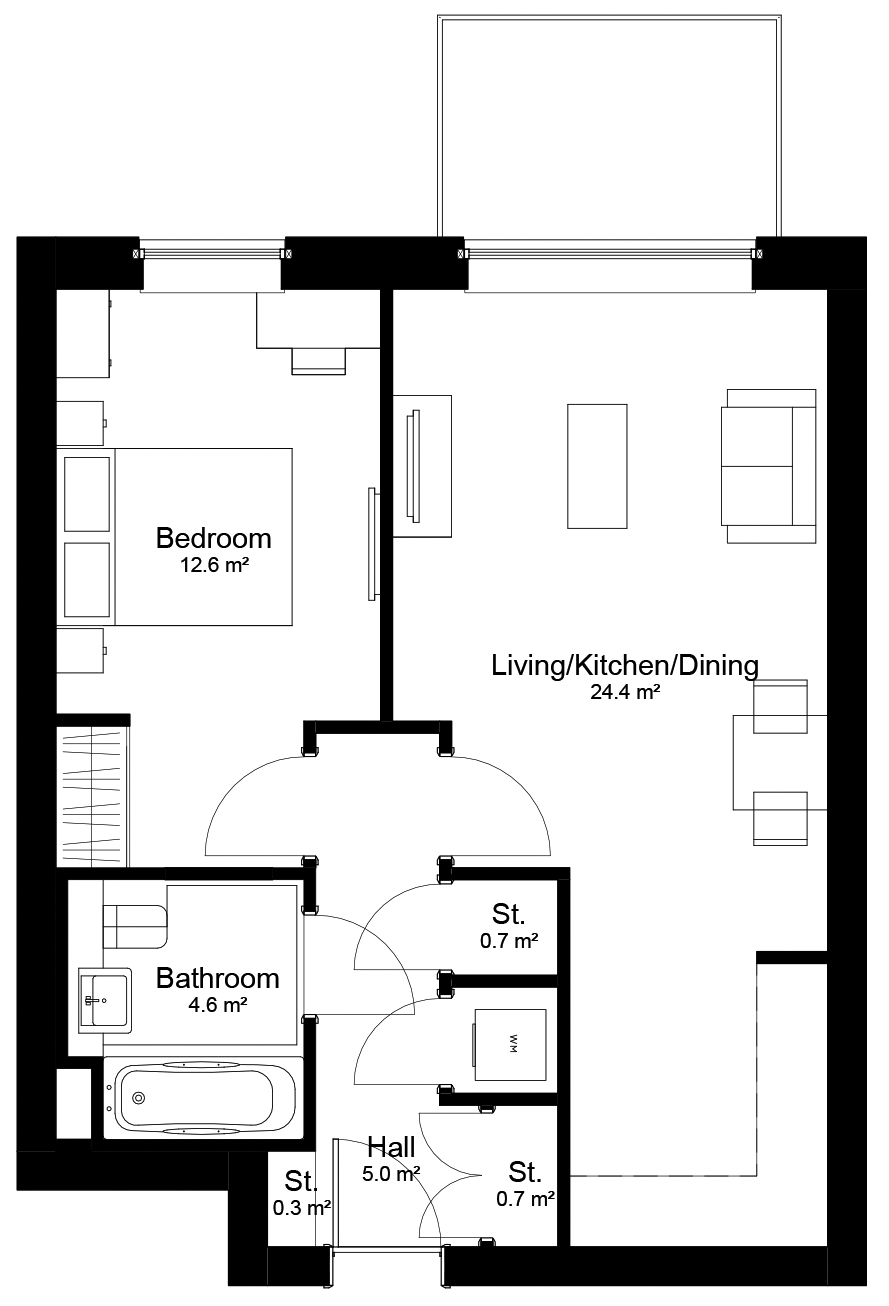 Bedroom
12.6 m²
Living/Kitchen/Dining
24.4 m²
St.
0.7 m²
Bathroom
4.6 m²
WM
Hall
5.0 m²
St.
0.3 m²
St.
0.7 m²